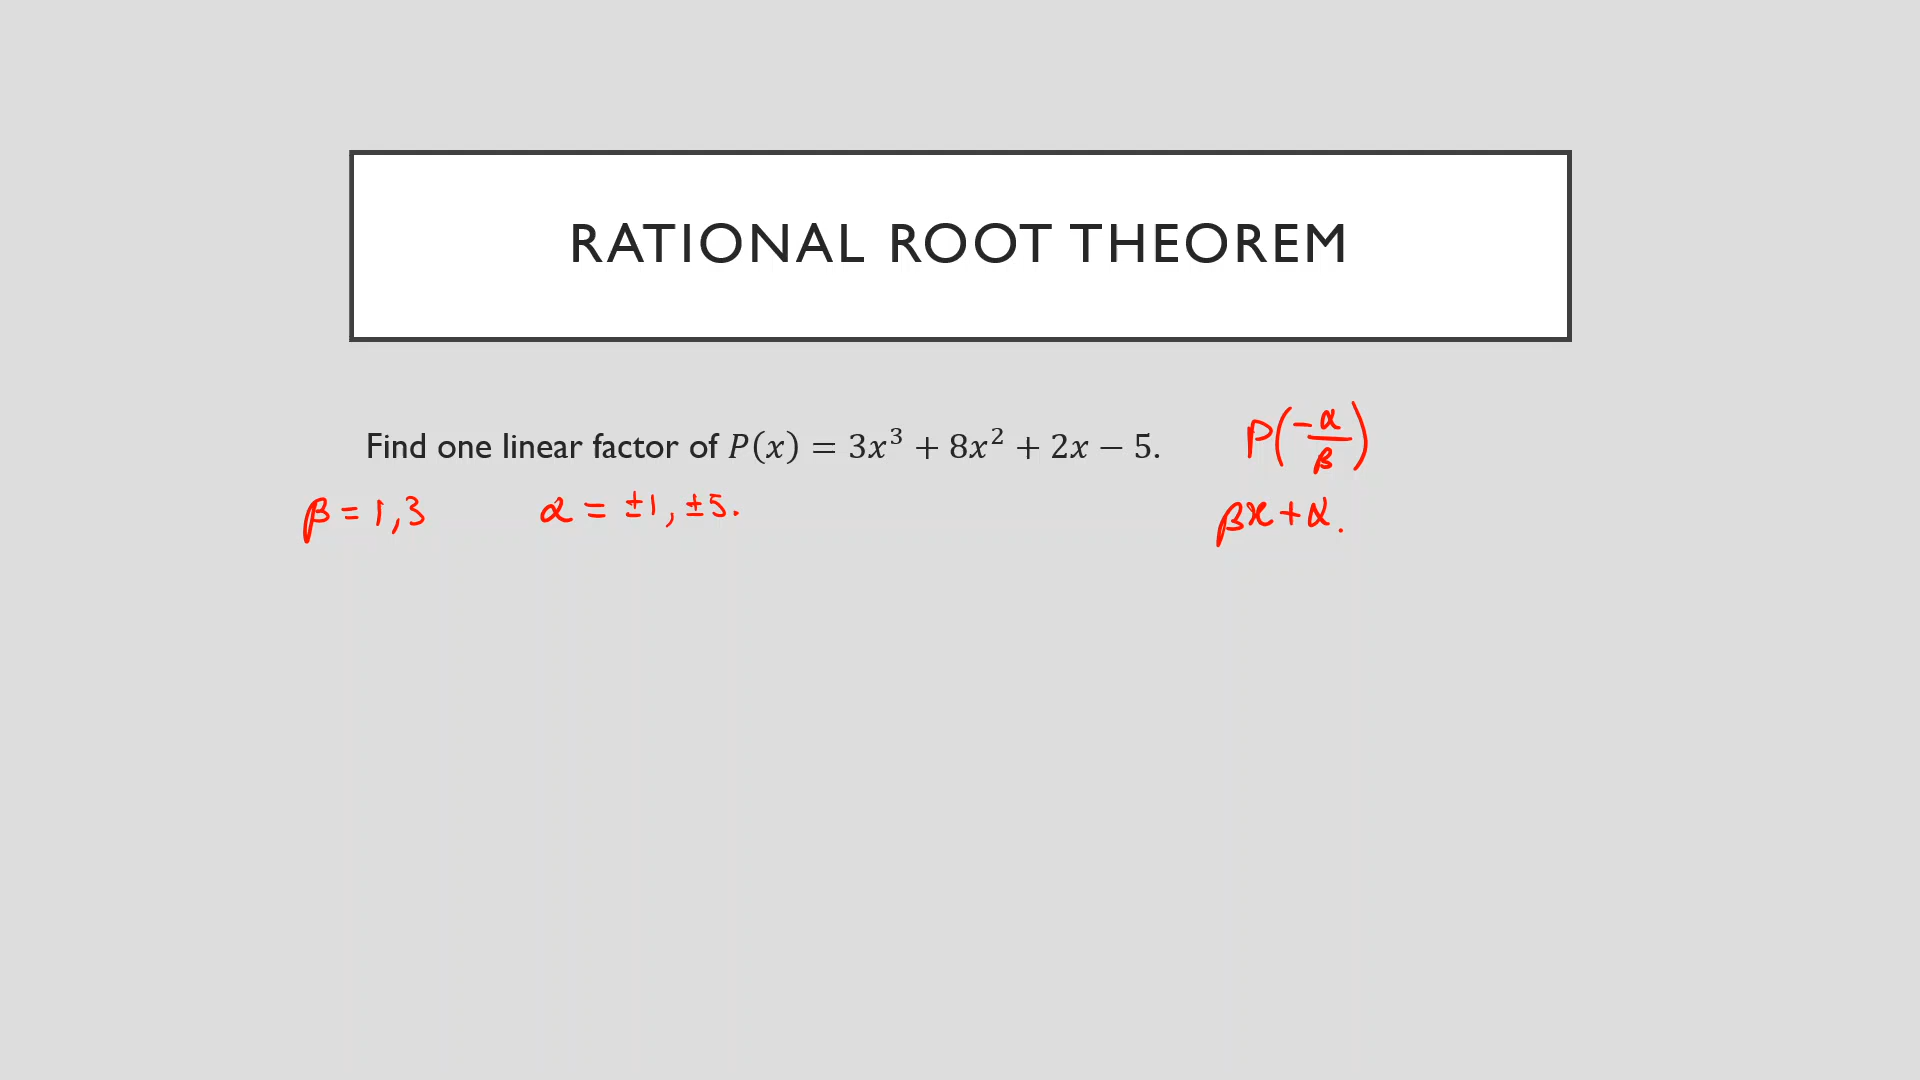 RATIONAL ROOT THEOREM
Find one linear factor of 𝑃(𝑥) = 3𝑥³ + 8𝑥² + 2𝑥 − 5.
P(-α/β)
β = 1, 3
α = ±1, ±5.
βx + α.